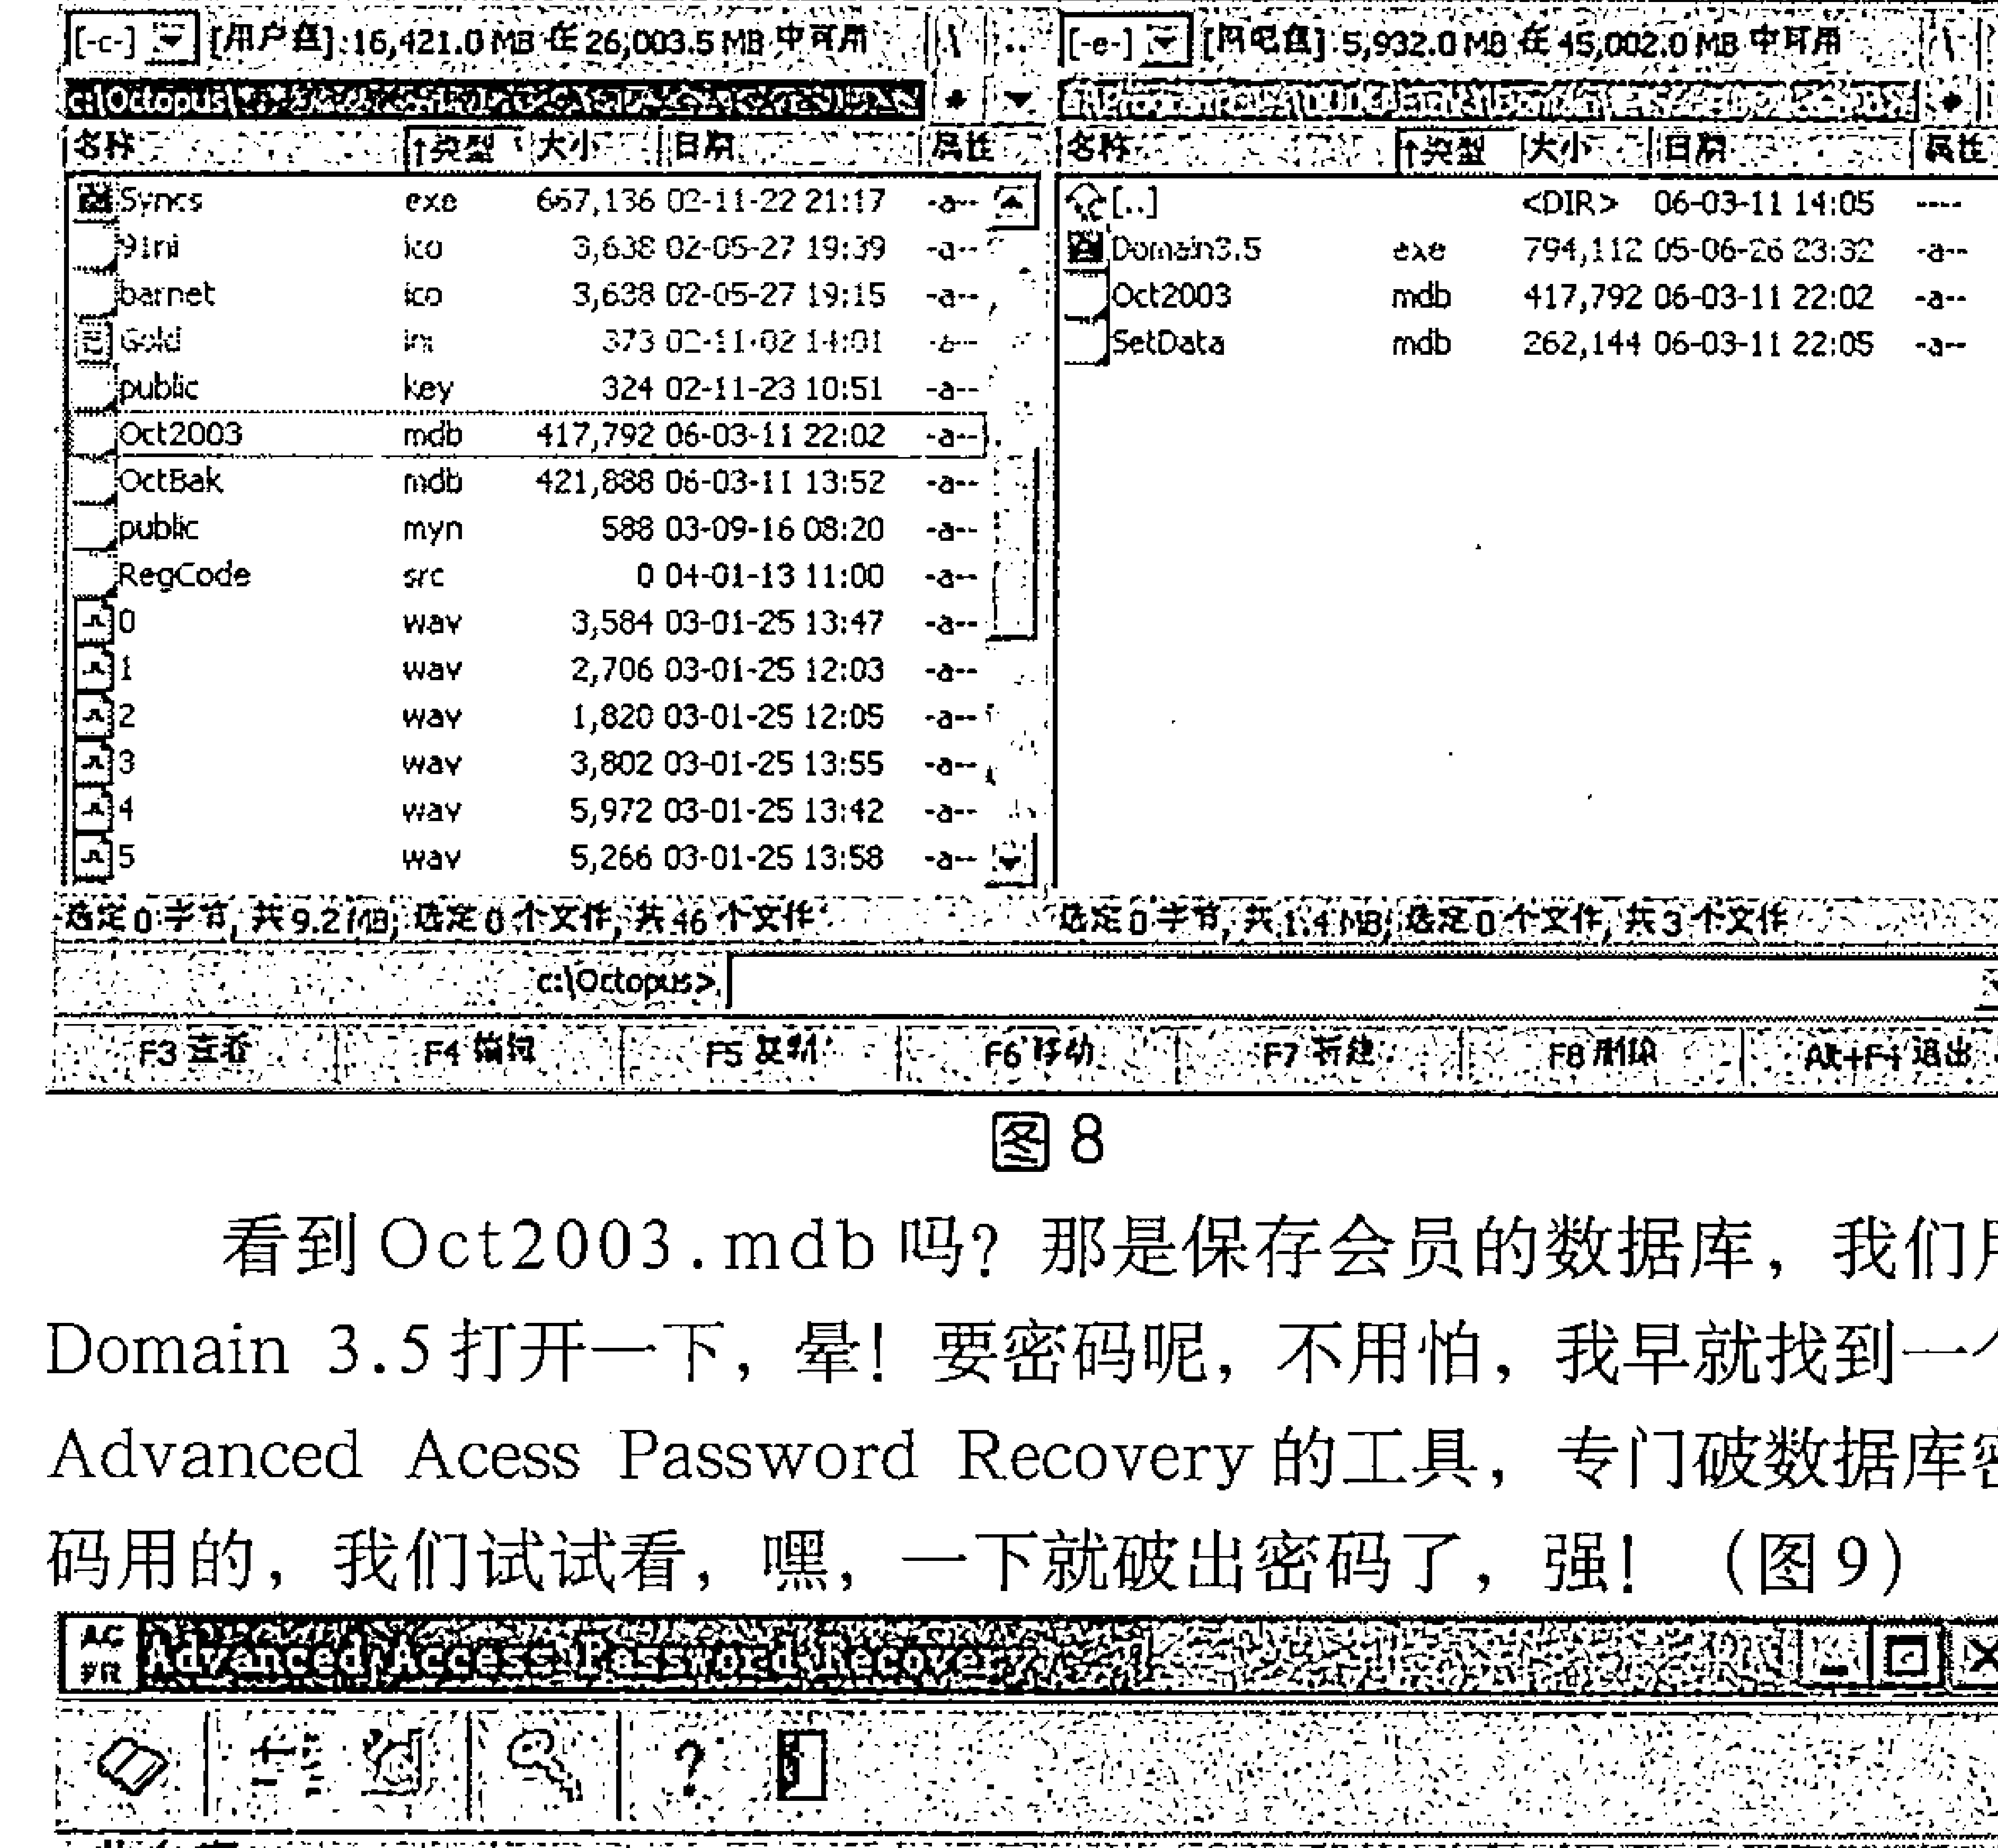 [-c-] [用户盘]:16,421.0 MB 在 26,003.5 MB 中可用 \ ..
c:\Octopus\*.*
名称 ↑类型 大小 日期 属性
Syncs exe 667,136 02-11-22 21:17 -a--
91ni ico 3,638 02-05-27 19:39 -a--
barnet ico 3,638 02-05-27 19:15 -a--
Gold ini 373 02-11-02 14:01 -a--
public key 324 02-11-23 10:51 -a--
Oct2003 mdb 417,792 06-03-11 22:02 -a--
OctBak mdb 421,888 06-03-11 13:52 -a--
public myn 588 03-09-16 08:20 -a--
RegCode src 0 04-01-13 11:00 -a--
0 wav 3,584 03-01-25 13:47 -a--
1 wav 2,706 03-01-25 12:03 -a--
2 wav 1,820 03-01-25 12:05 -a--
3 wav 3,802 03-01-25 13:55 -a--
4 wav 5,972 03-01-25 13:42 -a--
5 wav 5,266 03-01-25 13:58 -a--
选定 0 字节, 共 9.2 MB; 选定 0 个文件, 共 46 个文件
[-e-] [网吧盘] 5,932.0 MB 在 45,002.0 MB 中可用 \
名称 ↑类型 大小 日期 属性
[..] <DIR> 06-03-11 14:05 ----
Domain3.5 exe 794,112 05-06-26 23:32 -a--
Oct2003 mdb 417,792 06-03-11 22:02 -a--
SetData mdb 262,144 06-03-11 22:05 -a--
选定 0 字节, 共 1.4 MB; 选定 0 个文件, 共 3 个文件
c:\Octopus>
F3 查看 F4 编辑 F5 复制 F6 移动 F7 新建 F8 删除 Alt+F4 退出
图 8
看到 Oct2003.mdb 吗？那是保存会员的数据库，我们用
Domain 3.5 打开一下，晕！要密码呢，不用怕，我早就找到一个
Advanced Acess Password Recovery 的工具，专门破数据库密
码用的，我们试试看，嘿，一下就破出密码了，强！（图 9）
AC
PR
Advanced Access Password Recovery